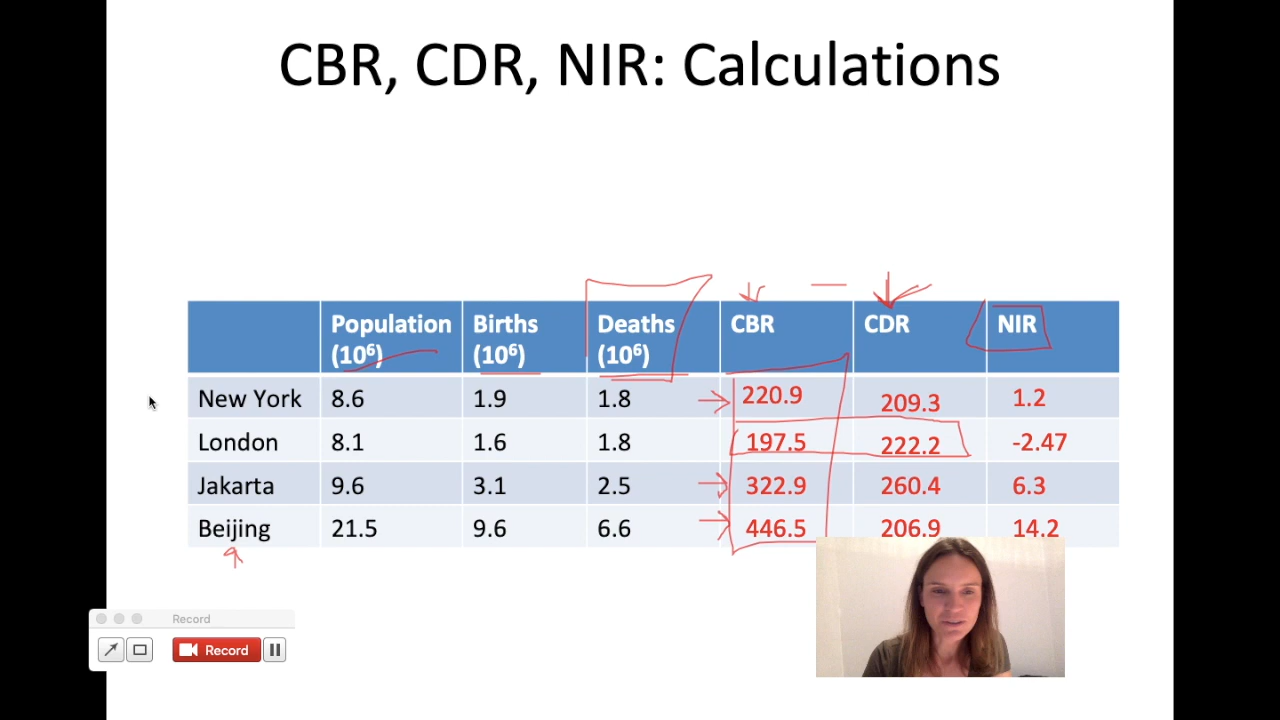 CBR, CDR, NIR: Calculations
Population (10⁶) Births (10⁶) Deaths (10⁶) CBR CDR NIR
New York 8.6 1.9 1.8 220.9 209.3 1.2
London 8.1 1.6 1.8 197.5 222.2 -2.47
Jakarta 9.6 3.1 2.5 322.9 260.4 6.3
Beijing 21.5 9.6 6.6 446.5 206.9 14.2
Record
Record